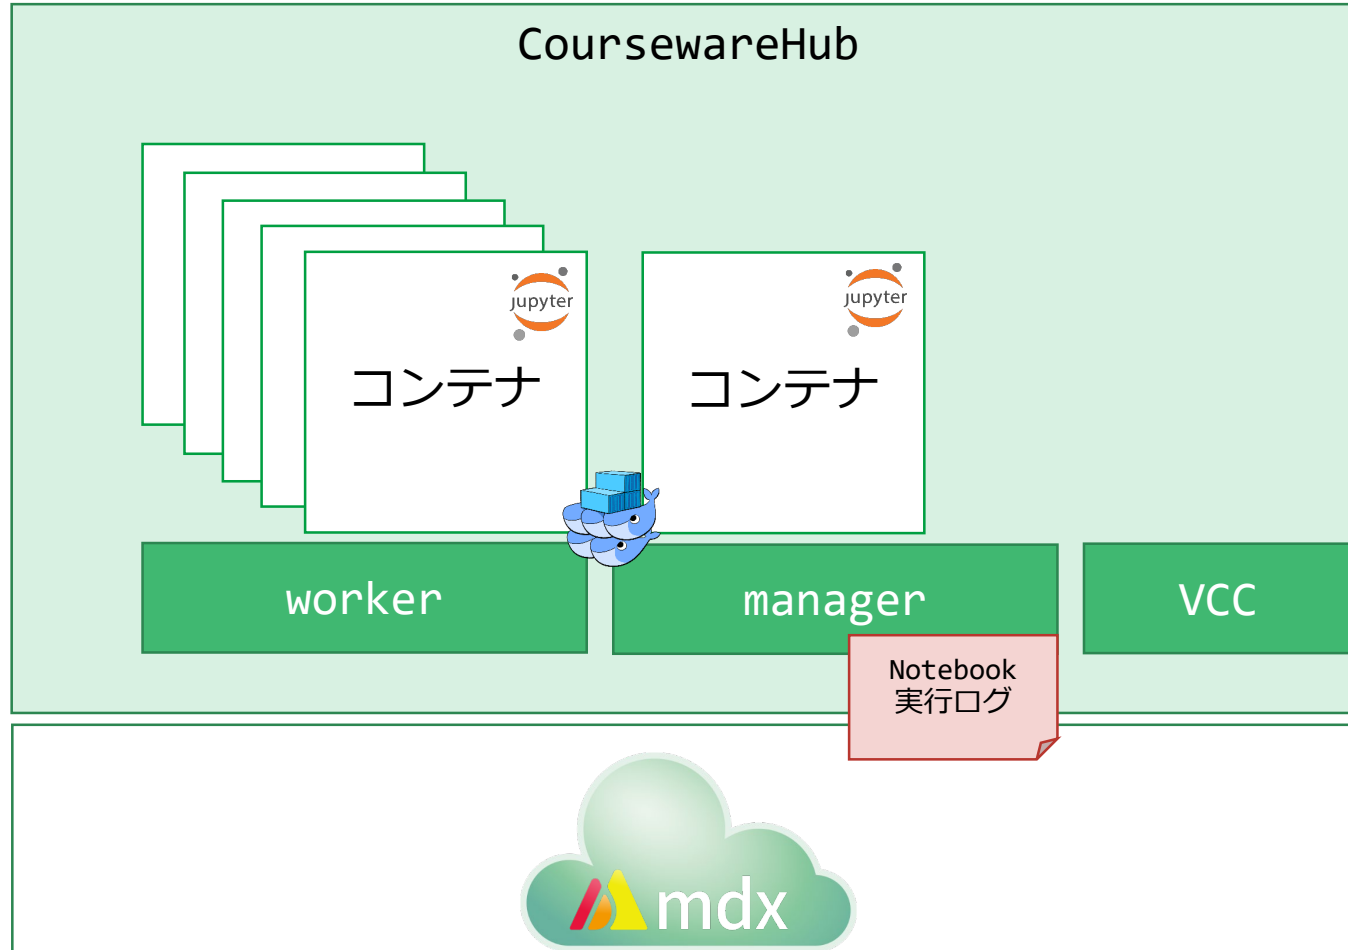 CoursewareHub
jupyter
jupyter
コンテナ
コンテナ
worker
manager
VCC
Notebook
実行ログ
mdx